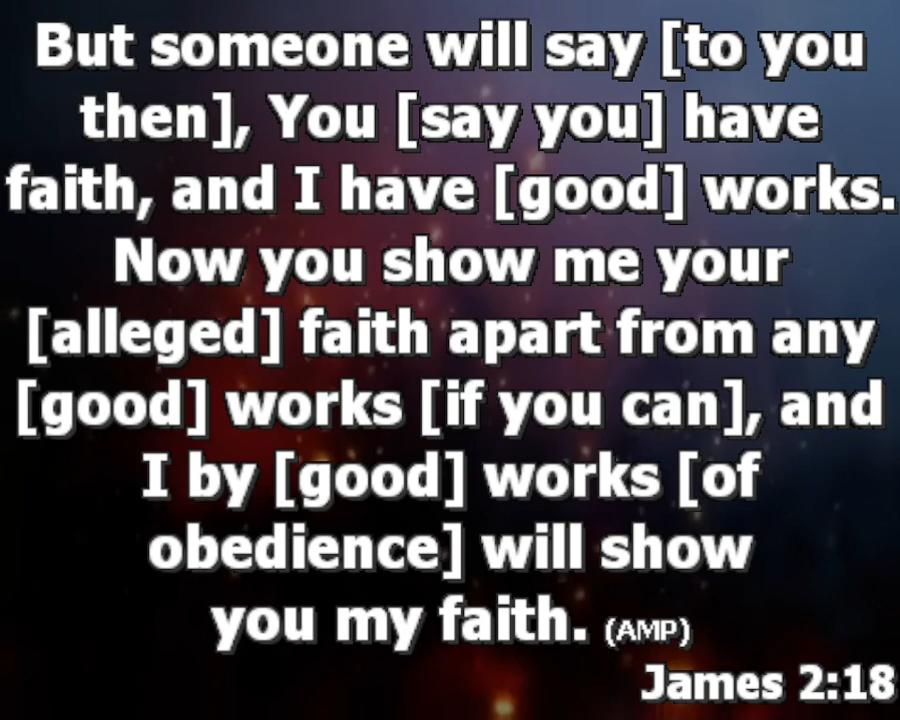 But someone will say [to you
then], You [say you] have
faith, and I have [good] works.
Now you show me your
[alleged] faith apart from any
[good] works [if you can], and
I by [good] works [of
obedience] will show
you my faith. (AMP)
James 2:18